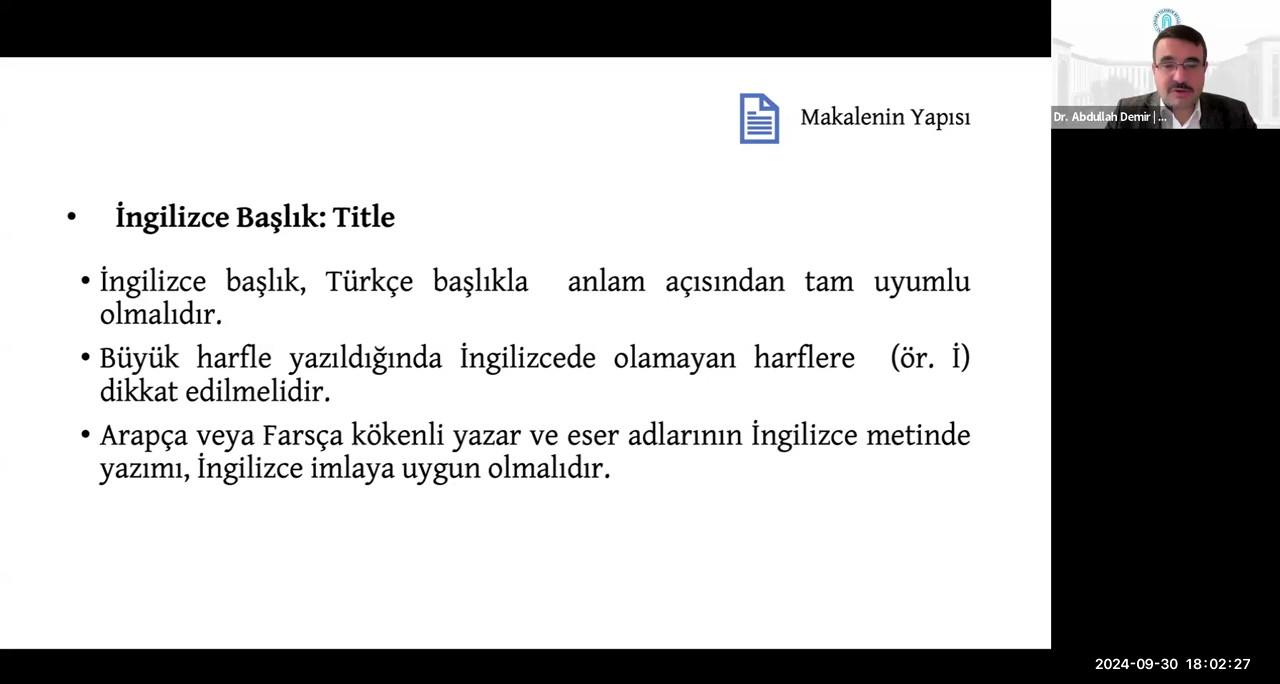 Makalenin Yapısı
• İngilizce Başlık: Title
• İngilizce başlık, Türkçe başlıkla anlam açısından tam uyumlu
olmalıdır.
• Büyük harfle yazıldığında İngilizcede olamayan harflere (ör. İ)
dikkat edilmelidir.
• Arapça veya Farsça kökenli yazar ve eser adlarının İngilizce metinde
yazımı, İngilizce imlaya uygun olmalıdır.
Dr. Abdullah Demir | ...
2024-09-30 18:02:27